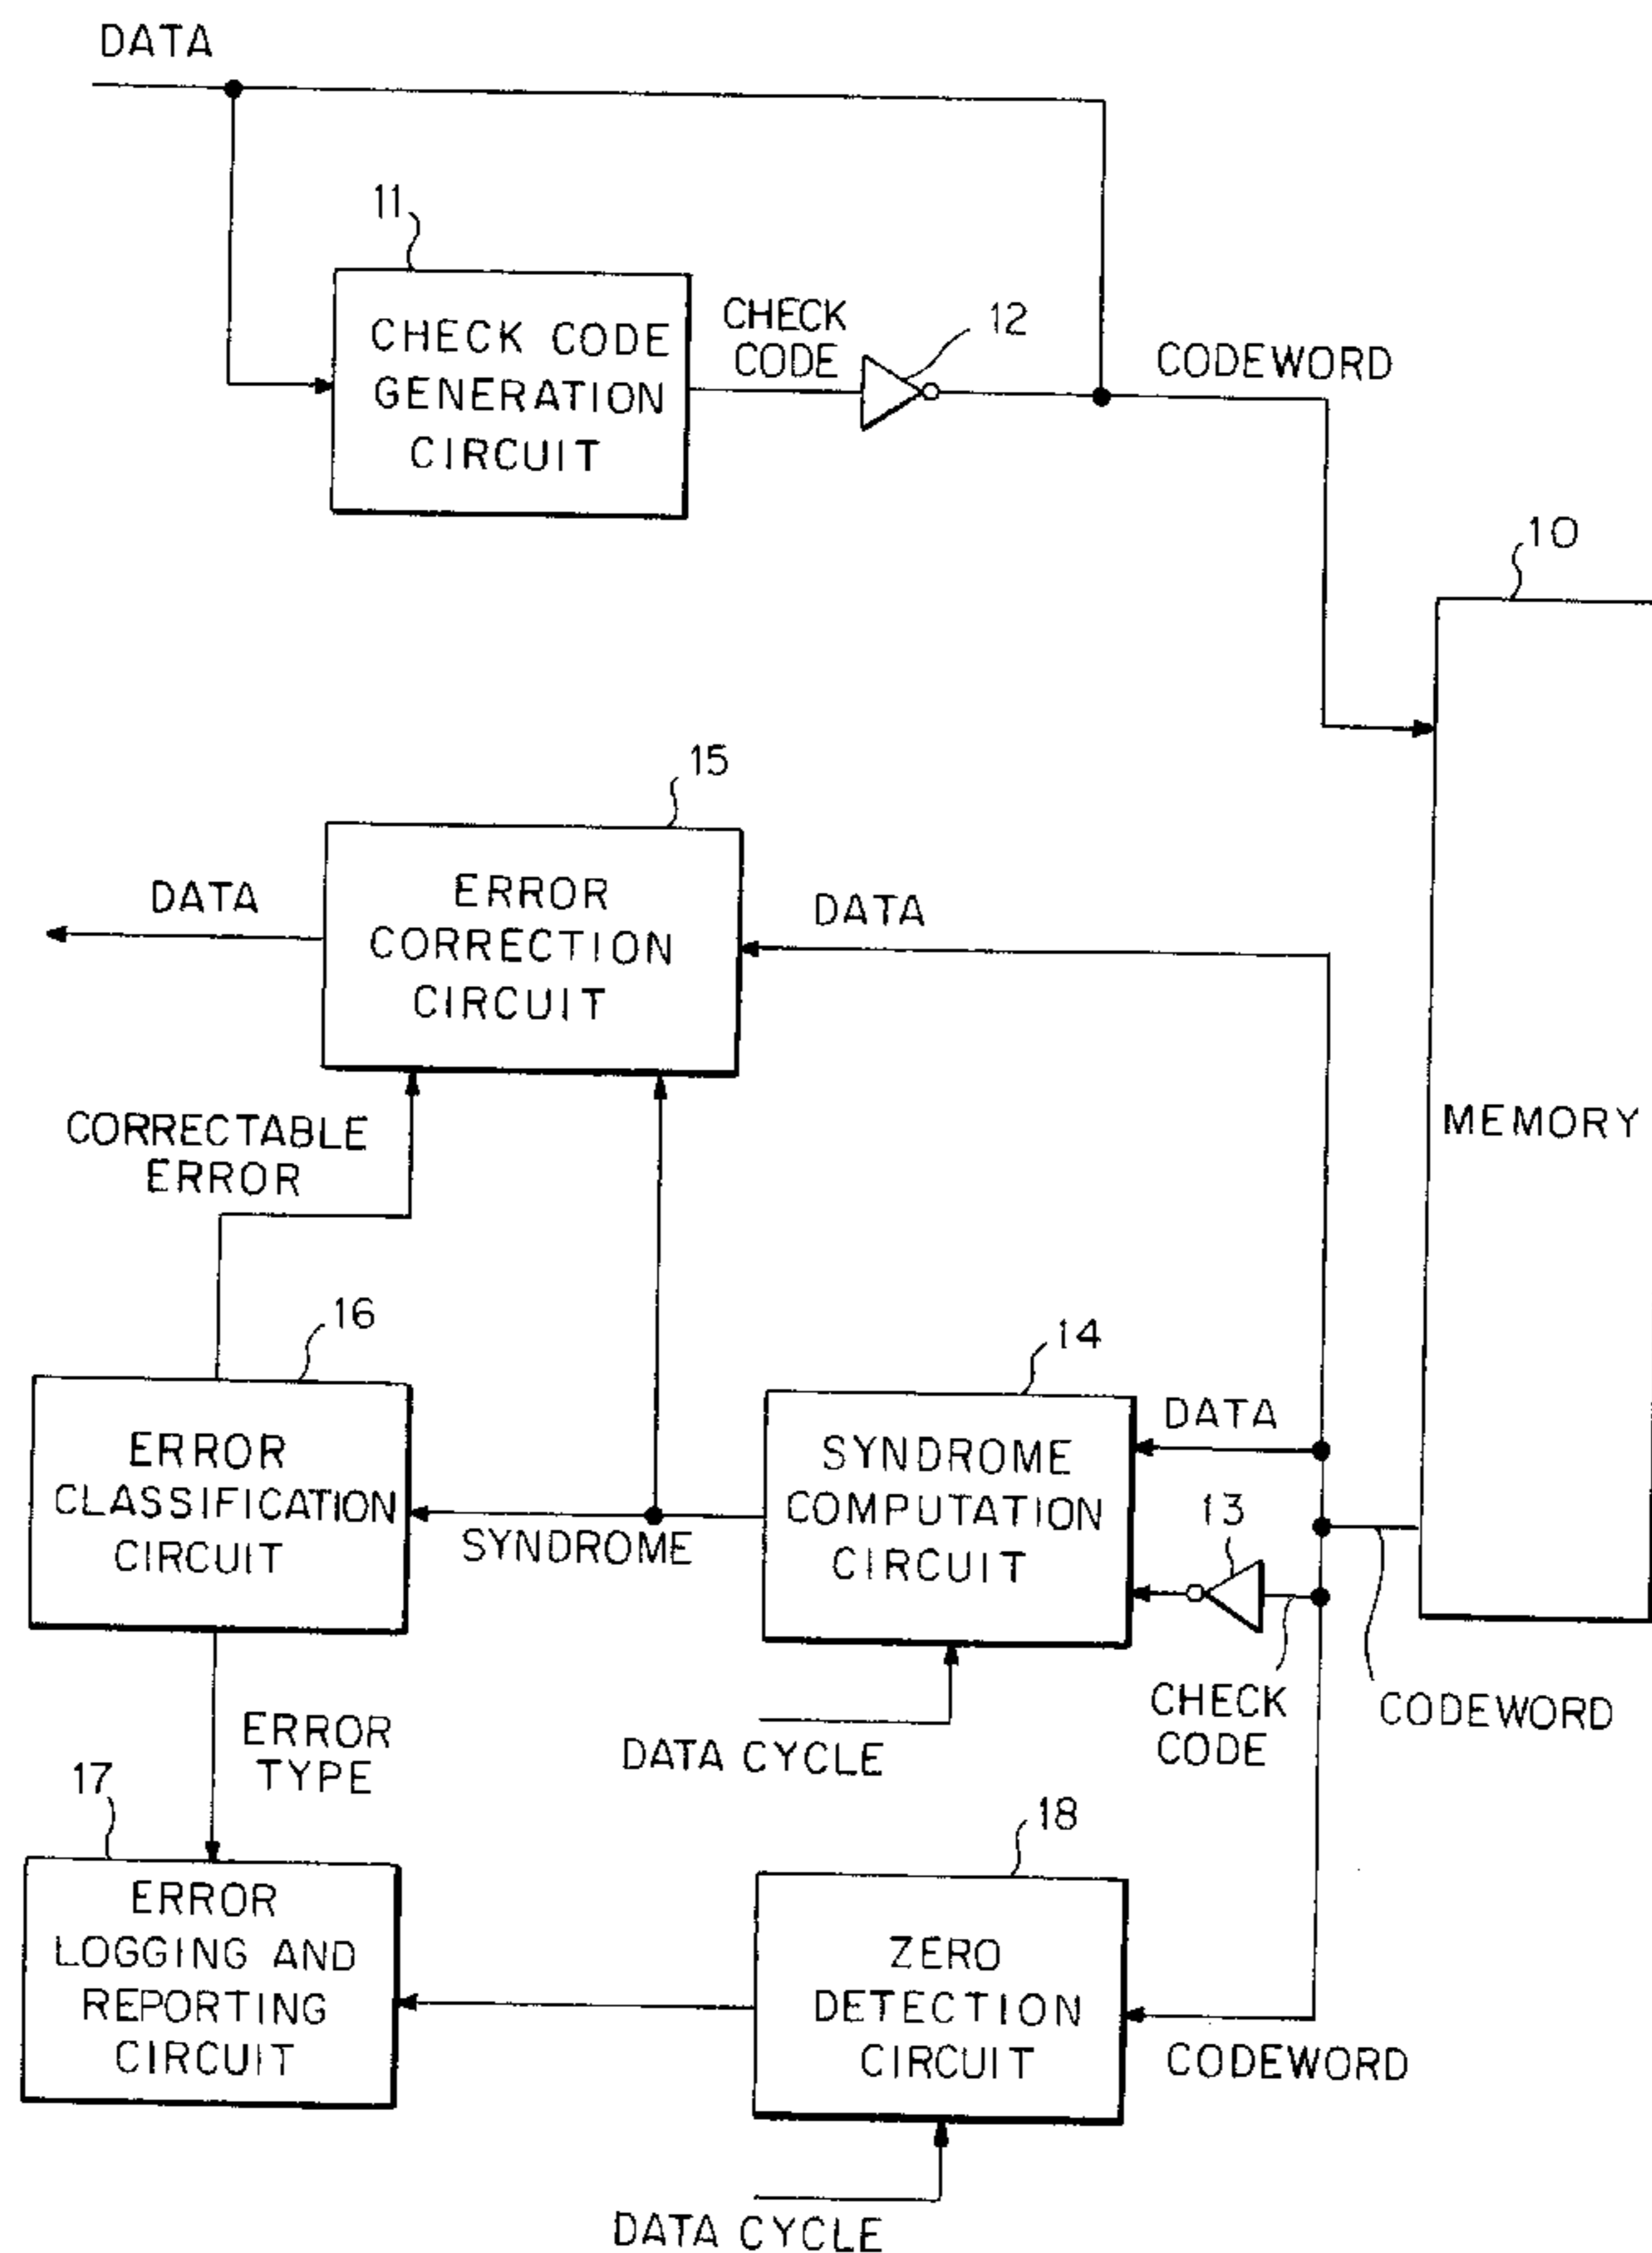 DATA
11
CHECK CODE
GENERATION
CIRCUIT
CHECK
CODE
12
CODEWORD
10
MEMORY
15
ERROR
CORRECTION
CIRCUIT
DATA
DATA
CORRECTABLE
ERROR
16
ERROR
CLASSIFICATION
CIRCUIT
SYNDROME
14
SYNDROME
COMPUTATION
CIRCUIT
DATA
13
CHECK
CODE
CODEWORD
DATA CYCLE
ERROR
TYPE
17
ERROR
LOGGING AND
REPORTING
CIRCUIT
18
ZERO
DETECTION
CIRCUIT
CODEWORD
DATA CYCLE